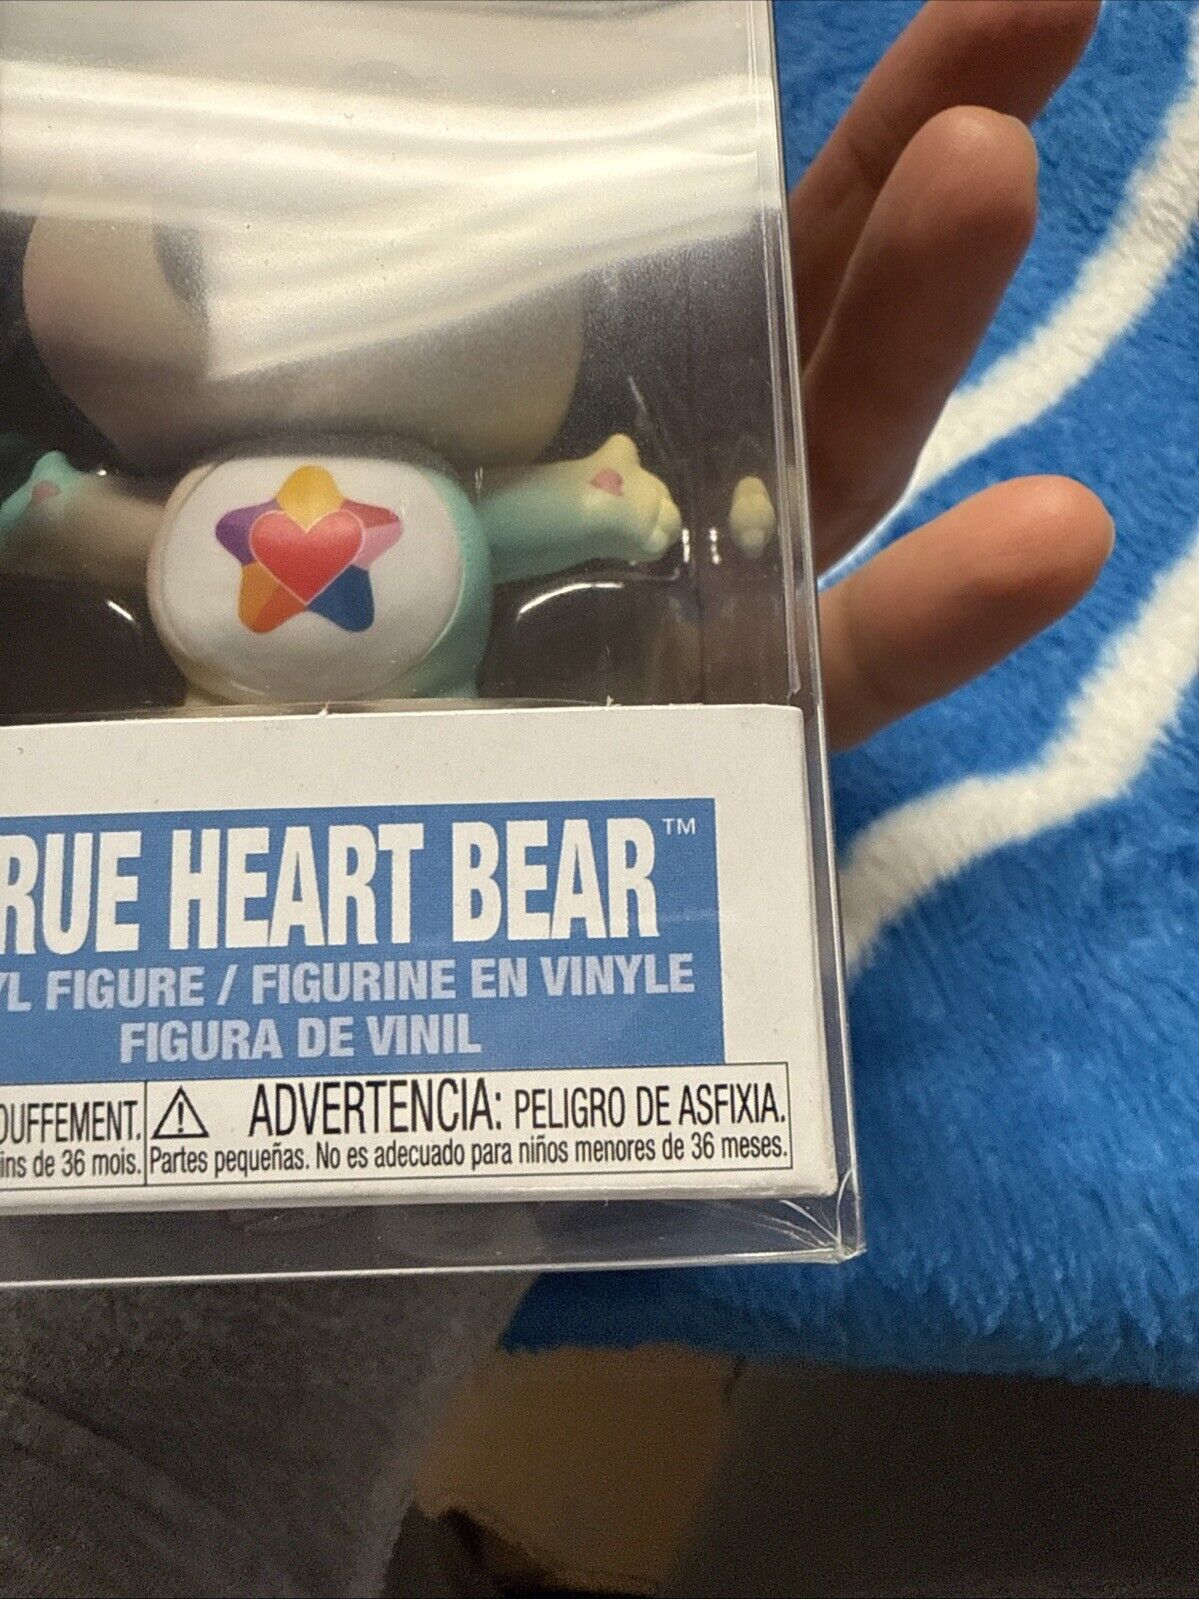 RUE HEART BEAR™
YL FIGURE / FIGURINE EN VINYLE
FIGURA DE VINIL
OUFFEMENT.
ins de 36 mois.
ADVERTENCIA: PELIGRO DE ASFIXIA.
Partes pequeñas. No es adecuado para niños menores de 36 meses.